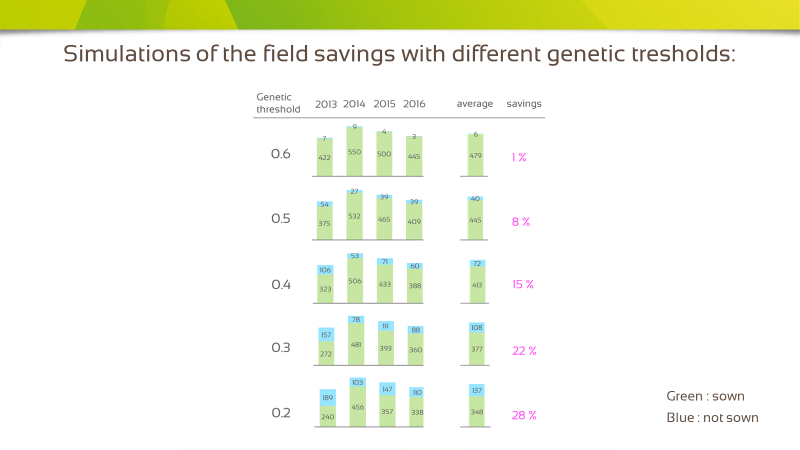 Simulations of the field savings with different genetic tresholds:
Genetic threshold 2013 2014 2015 2016 average savings
7 9 4 3 6
0.6 422 550 500 445 479 1 %
54 27 39 39 40
0.5 375 532 465 409 445 8 %
106 53 71 60 72
0.4 323 506 433 388 413 15 %
157 78 111 88 108
0.3 272 481 393 360 377 22 %
189 103 147 110 137
0.2 240 456 357 338 348 28 %
Green : sown
Blue : not sown